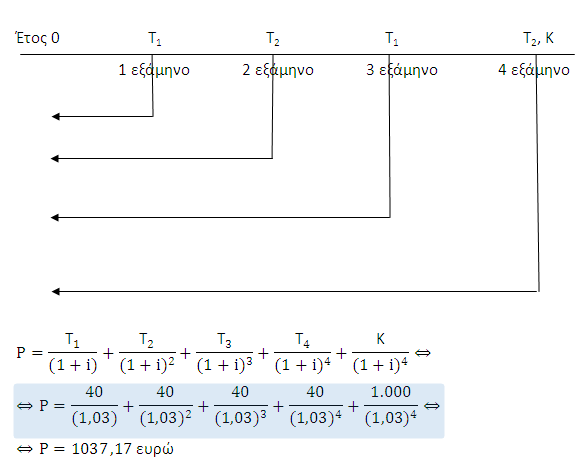 Έτος 0 T₁ T₂ T₁ T₂, K
1 εξάμηνο 2 εξάμηνο 3 εξάμηνο 4 εξάμηνο
P = T₁/(1 + i) + T₂/(1 + i)² + T₃/(1 + i)³ + T₄/(1 + i)⁴ + K/(1 + i)⁴ ⇔
⇔ P = 40/(1,03) + 40/(1,03)² + 40/(1,03)³ + 40/(1,03)⁴ + 1.000/(1,03)⁴ ⇔
⇔ P = 1037,17 ευρώ